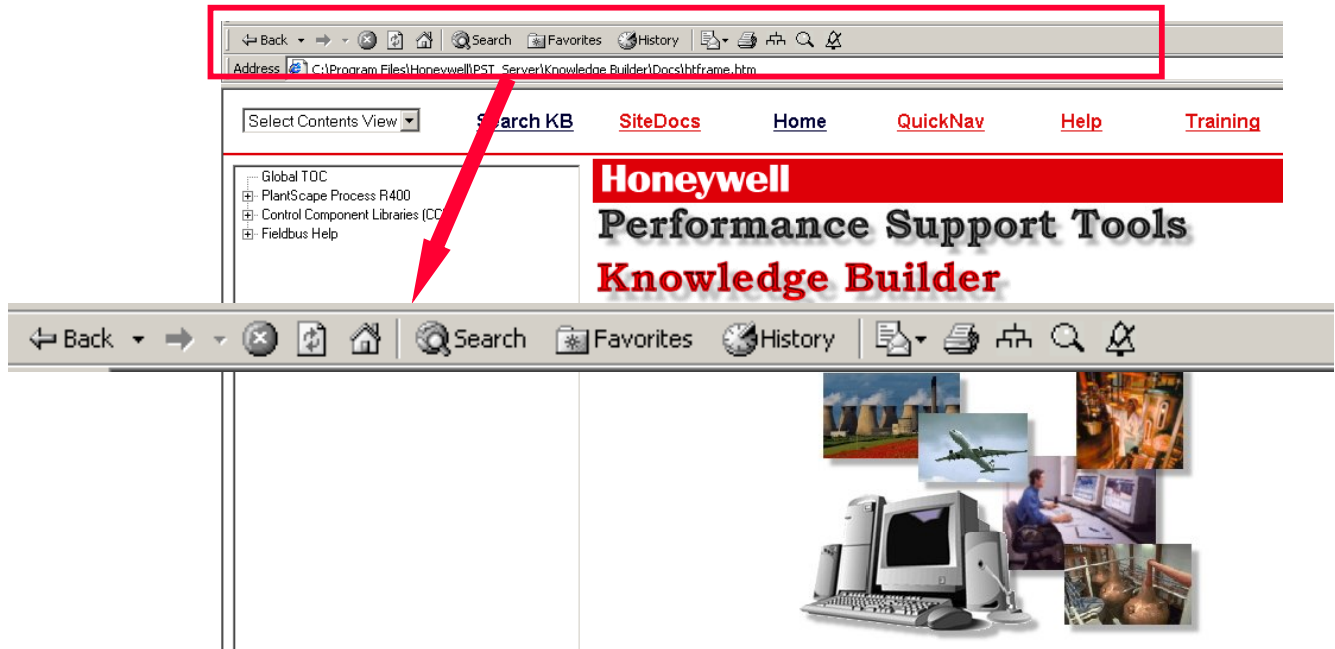 Back Search Favorites History
Address C:\Program Files\Honeywell\PST_Server\Knowledge Builder\Docs\htframe.htm
Select Contents View Search KB SiteDocs Home QuickNav Help Training
Global TOC
PlantScape Process R400
Control Component Libraries (CC
Fieldbus Help
Honeywell
Performance Support Tools
Knowledge Builder
Back Search Favorites History